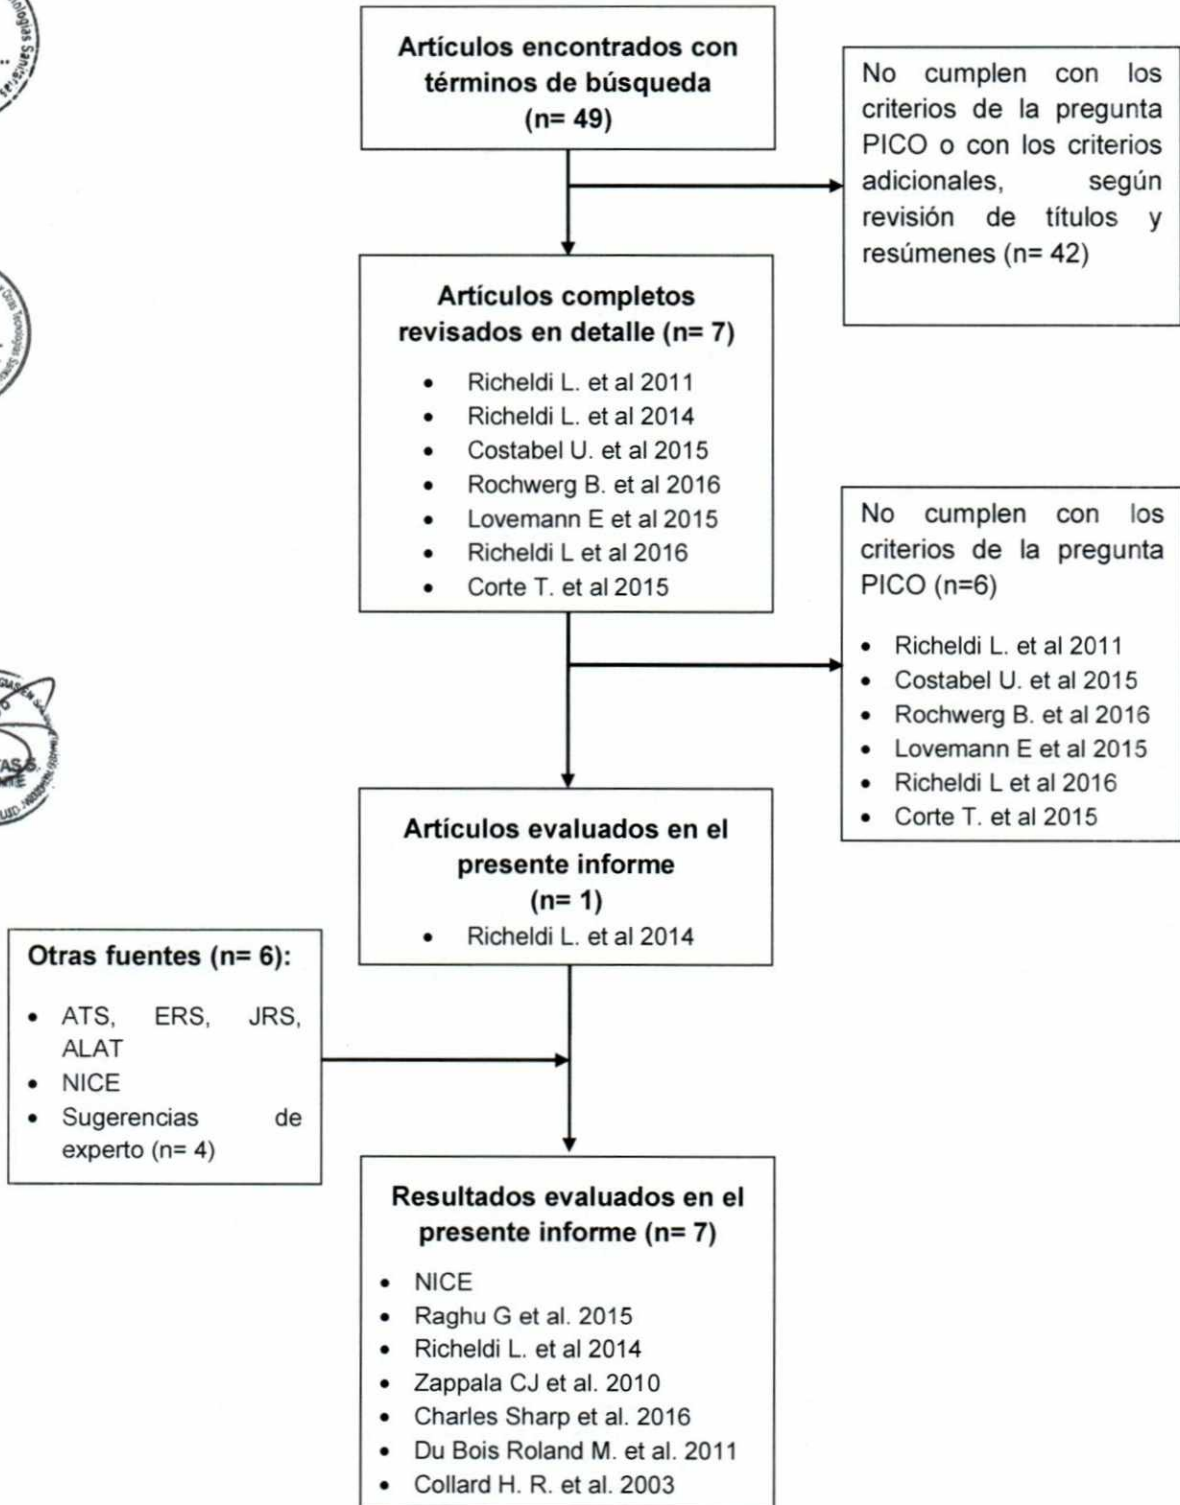 ologías Sanitarias
Artículos encontrados con
términos de búsqueda
(n= 49)
No cumplen con los
criterios de la pregunta
PICO o con los criterios
adicionales, según
revisión de títulos y
resúmenes (n= 42)
Artículos completos
revisados en detalle (n= 7)
• Richeldi L. et al 2011
• Richeldi L. et al 2014
• Costabel U. et al 2015
• Rochwerg B. et al 2016
• Lovemann E et al 2015
• Richeldi L et al 2016
• Corte T. et al 2015
No cumplen con los
criterios de la pregunta
PICO (n=6)
• Richeldi L. et al 2011
• Costabel U. et al 2015
• Rochwerg B. et al 2016
• Lovemann E et al 2015
• Richeldi L et al 2016
• Corte T. et al 2015
Artículos evaluados en el
presente informe
(n= 1)
• Richeldi L. et al 2014
Otras fuentes (n= 6):
• ATS, ERS, JRS,
ALAT
• NICE
• Sugerencias de
experto (n= 4)
Resultados evaluados en el
presente informe (n= 7)
• NICE
• Raghu G et al. 2015
• Richeldi L. et al 2014
• Zappala CJ et al. 2010
• Charles Sharp et al. 2016
• Du Bois Roland M. et al. 2011
• Collard H. R. et al. 2003